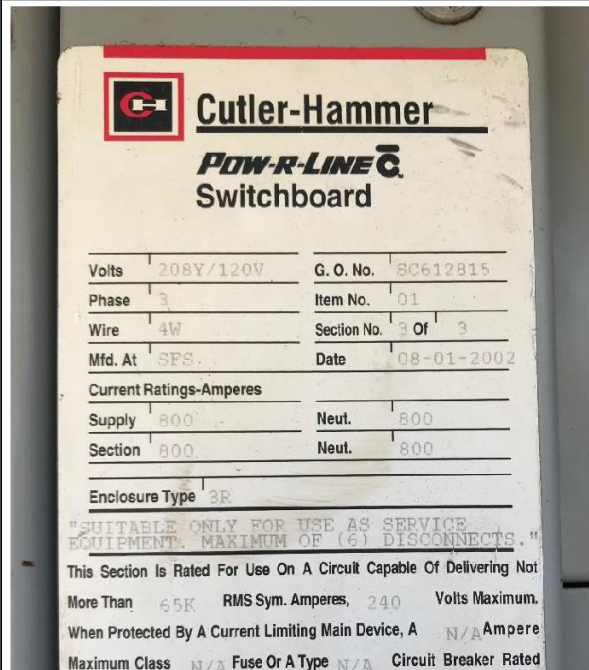 CH Cutler-Hammer
POW-R-LINE C
Switchboard
Volts 208Y/120V G. O. No. SC612815
Phase 3 Item No. 01
Wire 4W Section No. 3 Of 3
Mfd. At SFS. Date 08-01-2002
Current Ratings-Amperes
Supply 800 Neut. 800
Section 800 Neut. 800
Enclosure Type 3R
"SUITABLE ONLY FOR USE AS SERVICE
EQUIPMENT. MAXIMUM OF (6) DISCONNECTS."
This Section Is Rated For Use On A Circuit Capable Of Delivering Not
More Than 65K RMS Sym. Amperes, 240 Volts Maximum.
When Protected By A Current Limiting Main Device, A N/A Ampere
Maximum Class N/A Fuse Or A Type N/A Circuit Breaker Rated